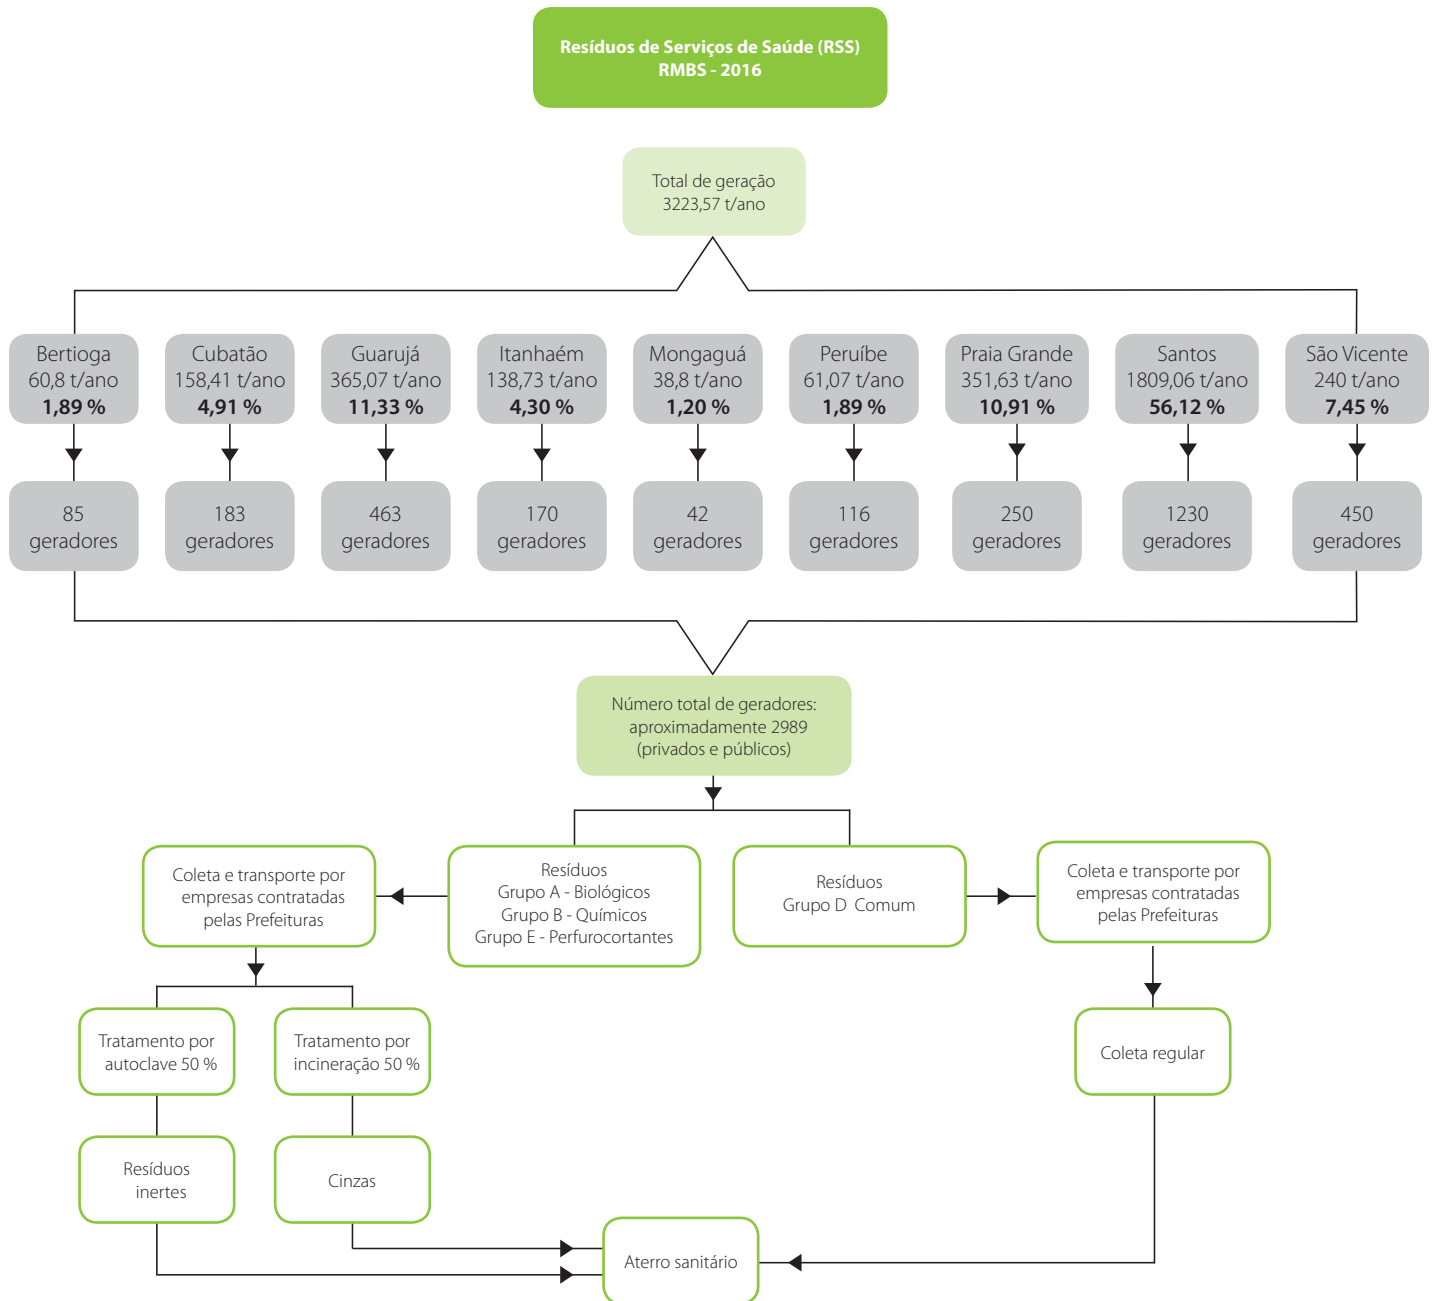 Resíduos de Serviços de Saúde (RSS)
RMBS - 2016
Total de geração
3223,57 t/ano
Bertioga
60,8 t/ano
1,89 %
Cubatão
158,41 t/ano
4,91 %
Guarujá
365,07 t/ano
11,33 %
Itanhaém
138,73 t/ano
4,30 %
Mongaguá
38,8 t/ano
1,20 %
Peruíbe
61,07 t/ano
1,89 %
Praia Grande
351,63 t/ano
10,91 %
Santos
1809,06 t/ano
56,12 %
São Vicente
240 t/ano
7,45 %
85
geradores
183
geradores
463
geradores
170
geradores
42
geradores
116
geradores
250
geradores
1230
geradores
450
geradores
Número total de geradores:
aproximadamente 2989
(privados e públicos)
Coleta e transporte por
empresas contratadas
pelas Prefeituras
Resíduos
Grupo A - Biológicos
Grupo B - Químicos
Grupo E - Perfurocortantes
Resíduos
Grupo D Comum
Coleta e transporte por
empresas contratadas
pelas Prefeituras
Tratamento por
autoclave 50 %
Tratamento por
incineração 50 %
Coleta regular
Resíduos
inertes
Cinzas
Aterro sanitário